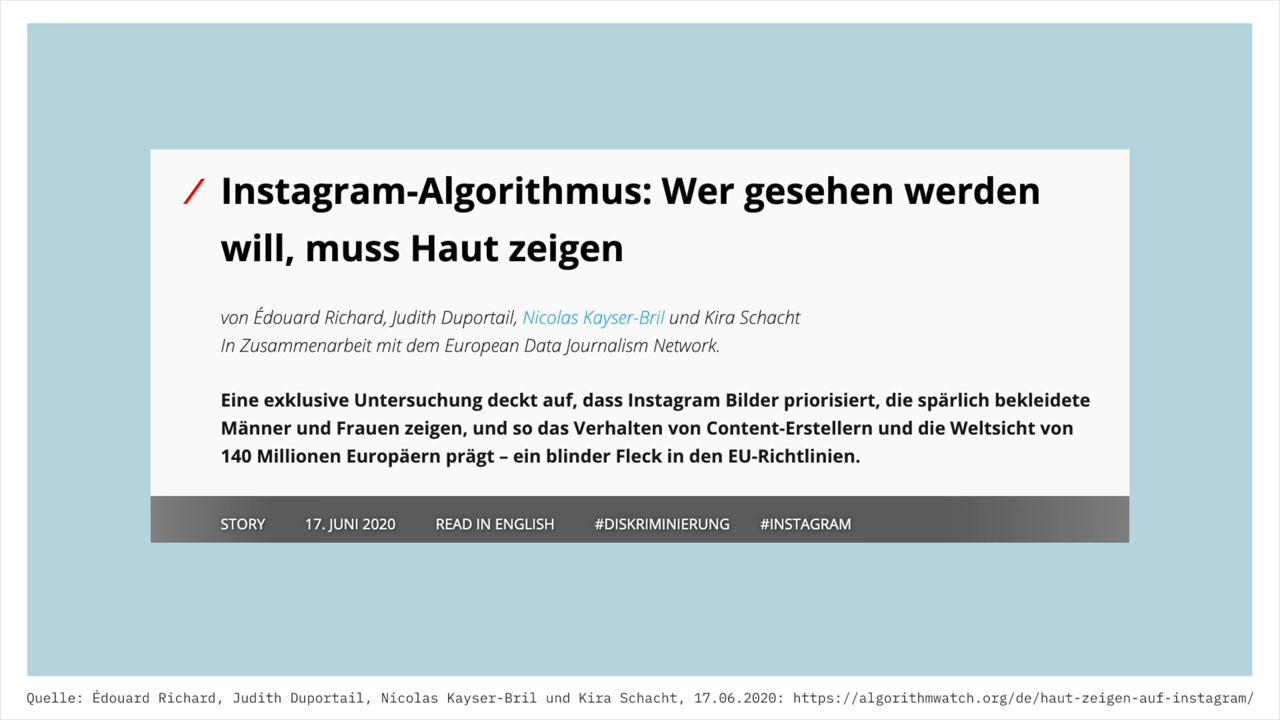 / Instagram-Algorithmus: Wer gesehen werden
will, muss Haut zeigen
von Édouard Richard, Judith Duportail, Nicolas Kayser-Bril und Kira Schacht
In Zusammenarbeit mit dem European Data Journalism Network.
Eine exklusive Untersuchung deckt auf, dass Instagram Bilder priorisiert, die spärlich bekleidete
Männer und Frauen zeigen, und so das Verhalten von Content-Erstellern und die Weltsicht von
140 Millionen Europäern prägt – ein blinder Fleck in den EU-Richtlinien.
STORY 17. JUNI 2020 READ IN ENGLISH #DISKRIMINIERUNG #INSTAGRAM
Quelle: Édouard Richard, Judith Duportail, Nicolas Kayser-Bril und Kira Schacht, 17.06.2020: https://algorithmwatch.org/de/haut-zeigen-auf-instagram/